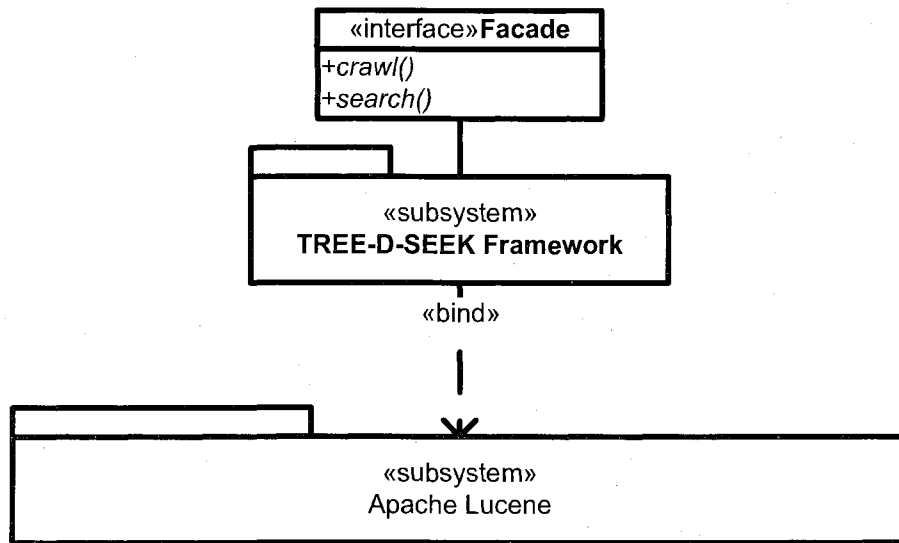 «interface»Facade
+crawl()
+search()
«subsystem»
TREE-D-SEEK Framework
«bind»
«subsystem»
Apache Lucene